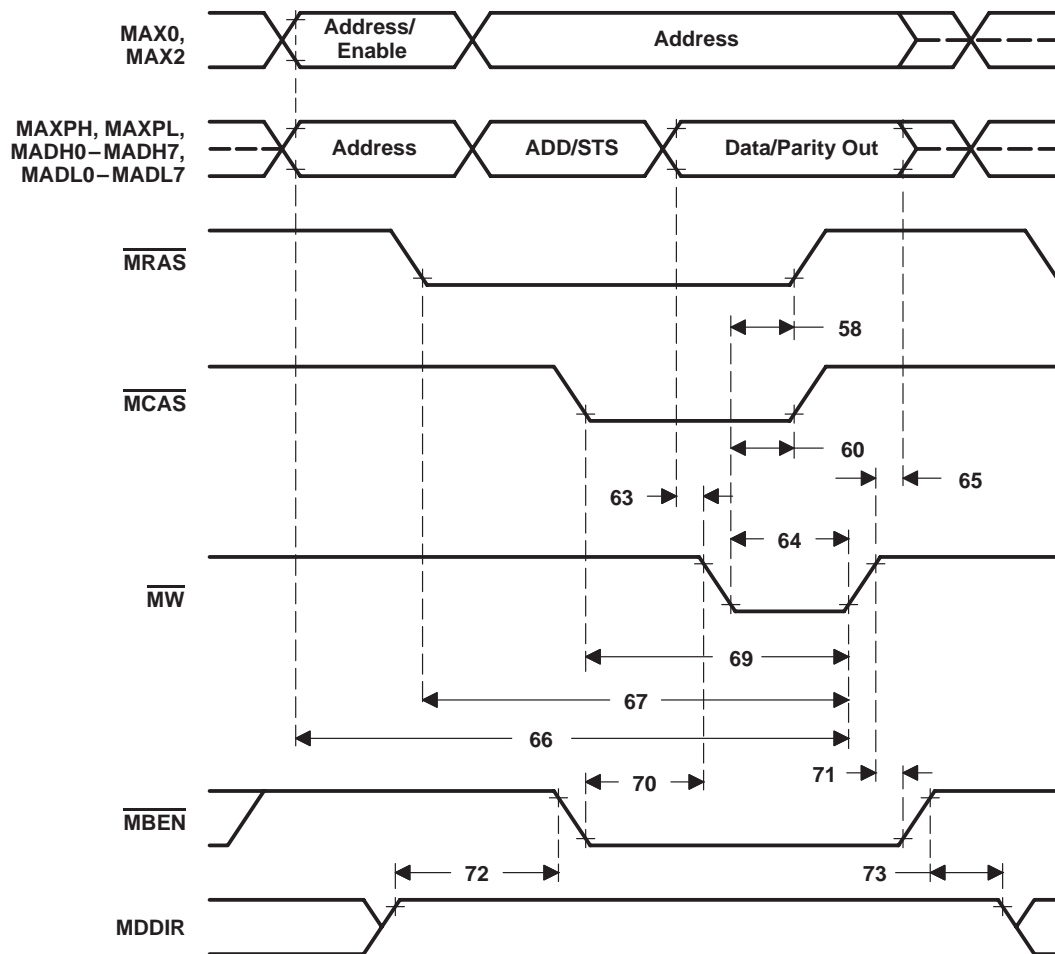 MAX0,
MAX2
Address/
Enable
Address
MAXPH, MAXPL,
MADH0–MADH7,
MADL0–MADL7
Address
ADD/STS
Data/Parity Out
MRAS
58
MCAS
60
65
63
64
MW
69
67
66
70
71
MBEN
72
73
MDDIR